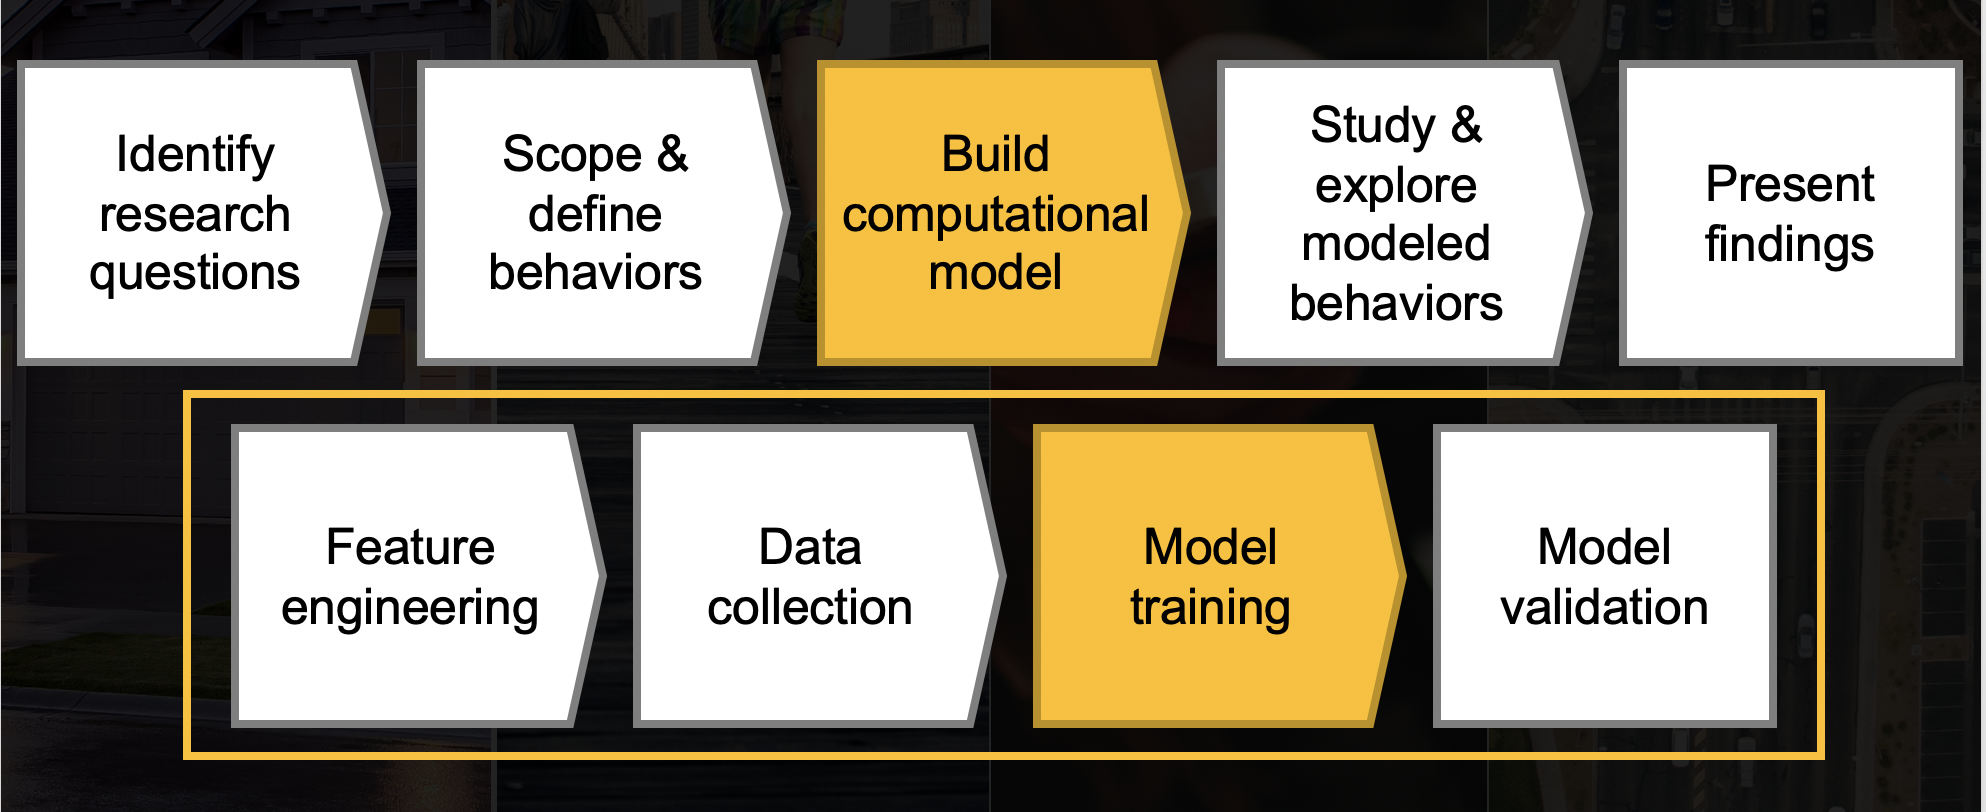 Identify
research
questions
Scope &
define
behaviors
Build
computational
model
Study &
explore
modeled
behaviors
Present
findings
Feature
engineering
Data
collection
Model
training
Model
validation